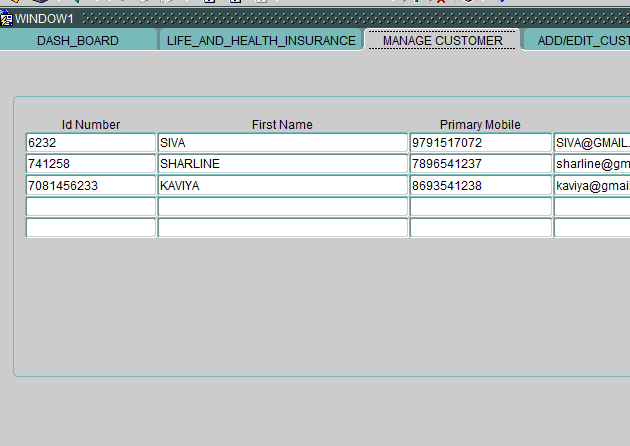 WINDOW1
DASH_BOARD LIFE_AND_HEALTH_INSURANCE MANAGE CUSTOMER ADD/EDIT_CUST
Id Number First Name Primary Mobile
6232 SIVA 9791517072 SIVA@GMAIL.
741258 SHARLINE 7896541237 sharline@gm
7081456233 KAVIYA 8693541238 kaviya@gmai